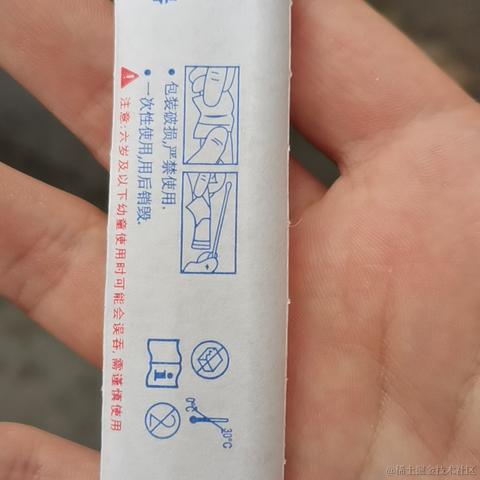 • 包装破损,严禁使用.
• 一次性使用,用后销毁.
注意:六岁及以下幼童使用时可能会误吞,需谨慎使用
2
0℃
30℃
@稀土掘金技术社区